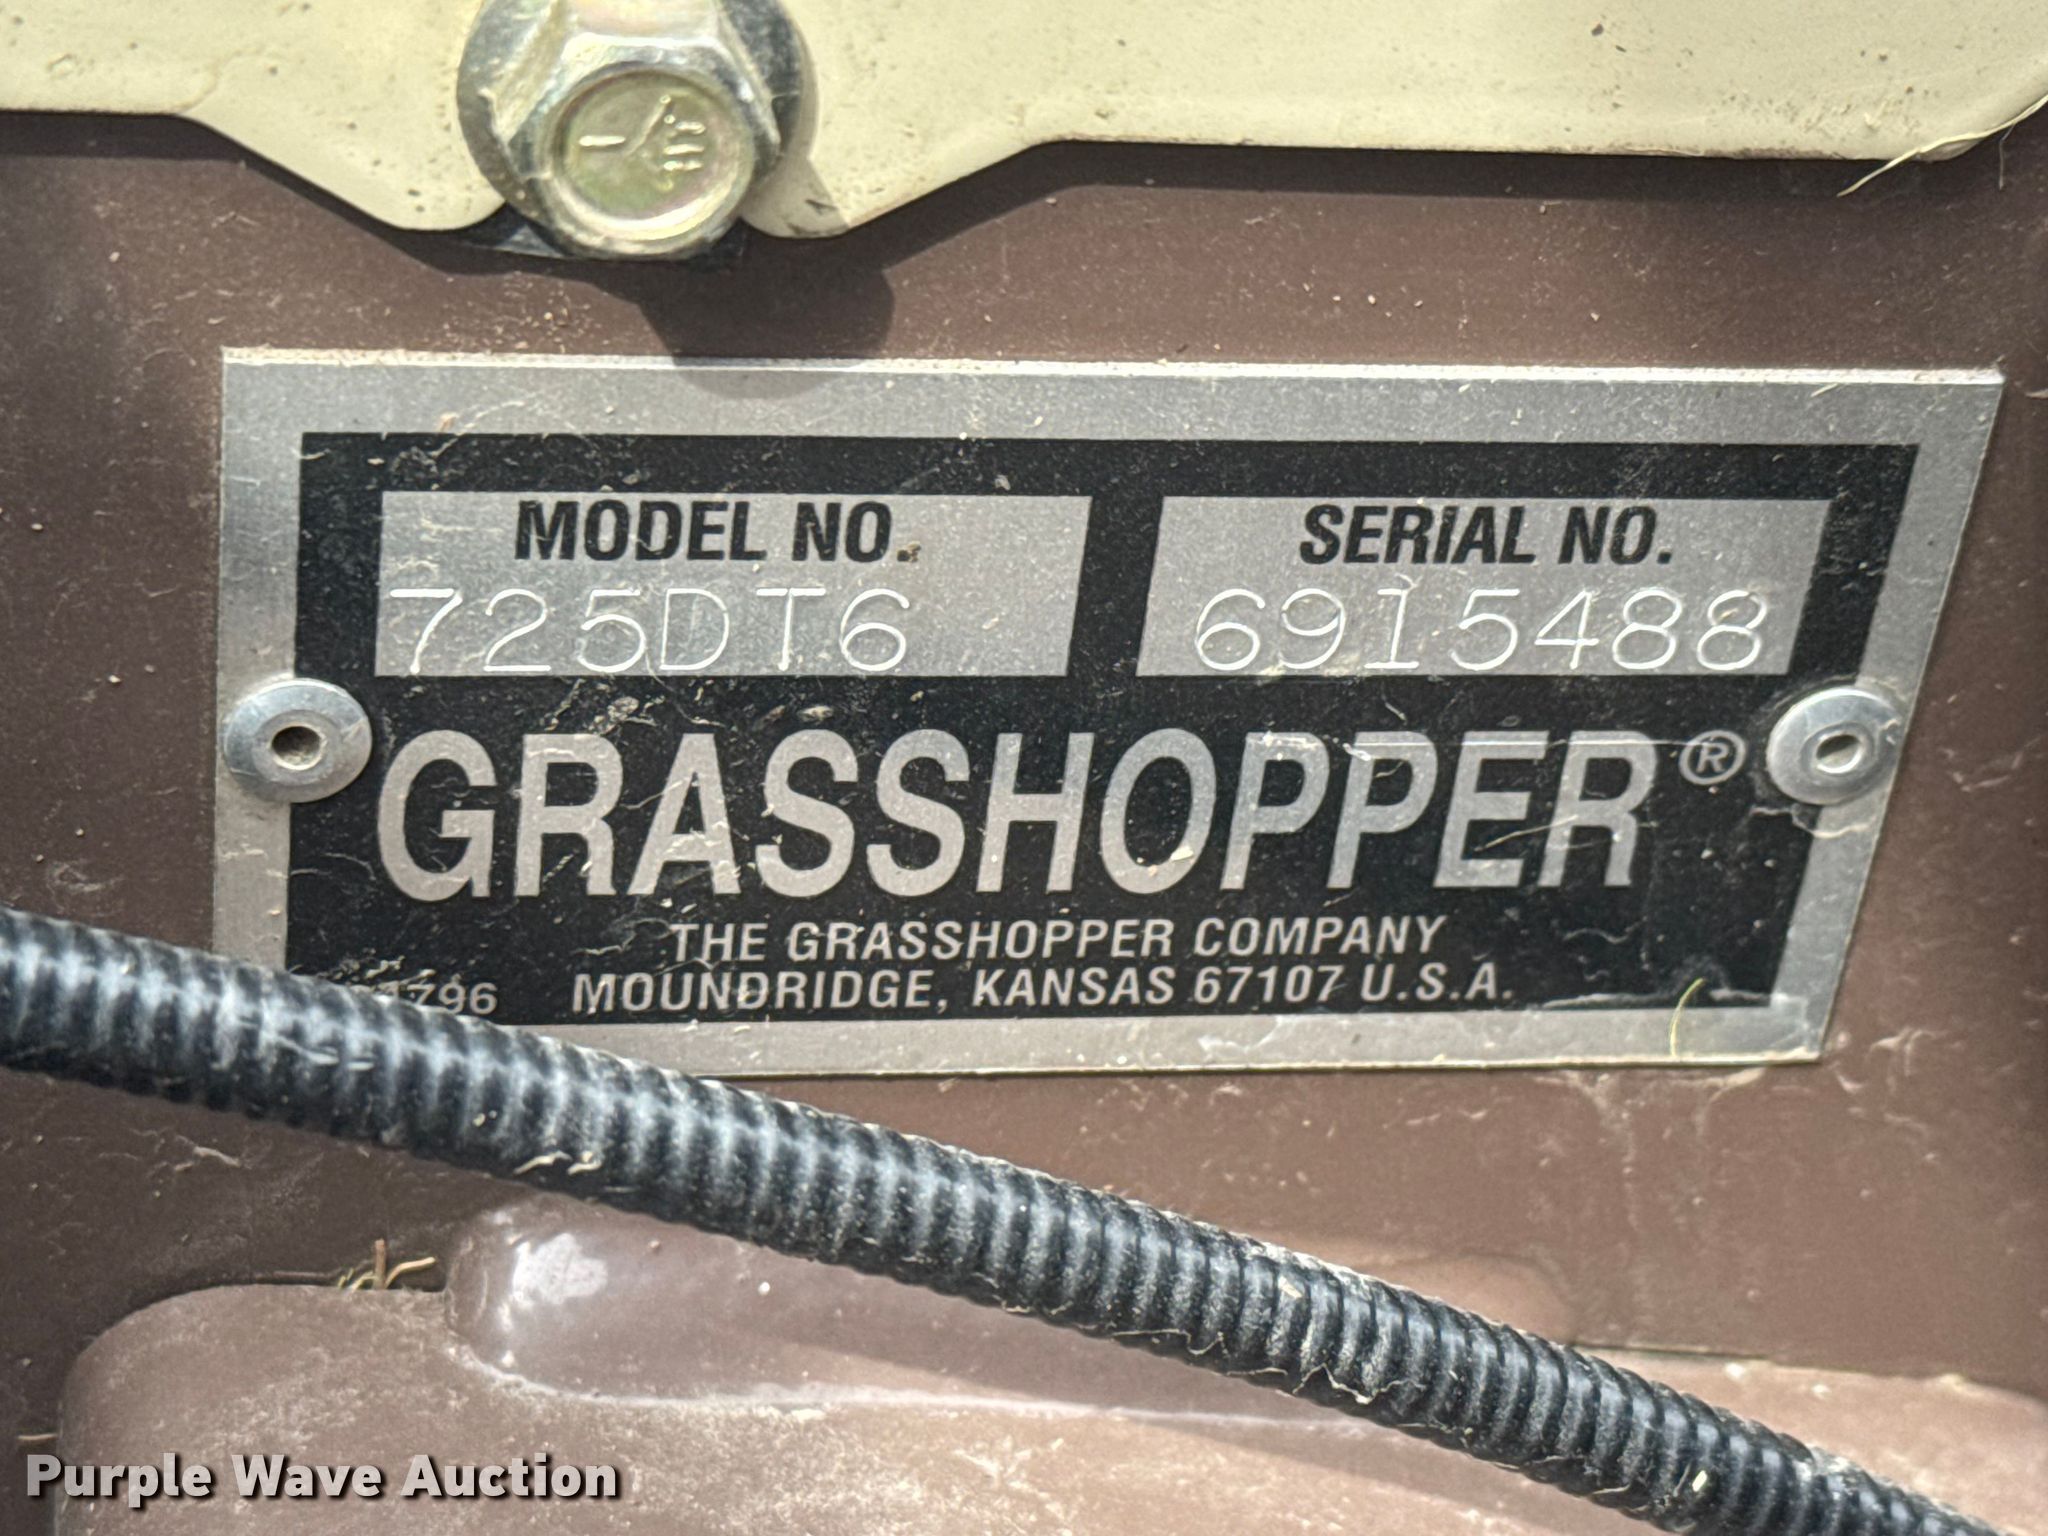 MODEL NO.
725DT6
SERIAL NO.
6915488
GRASSHOPPER®
THE GRASSHOPPER COMPANY
MOUNDRIDGE, KANSAS 67107 U.S.A.
Purple Wave Auction